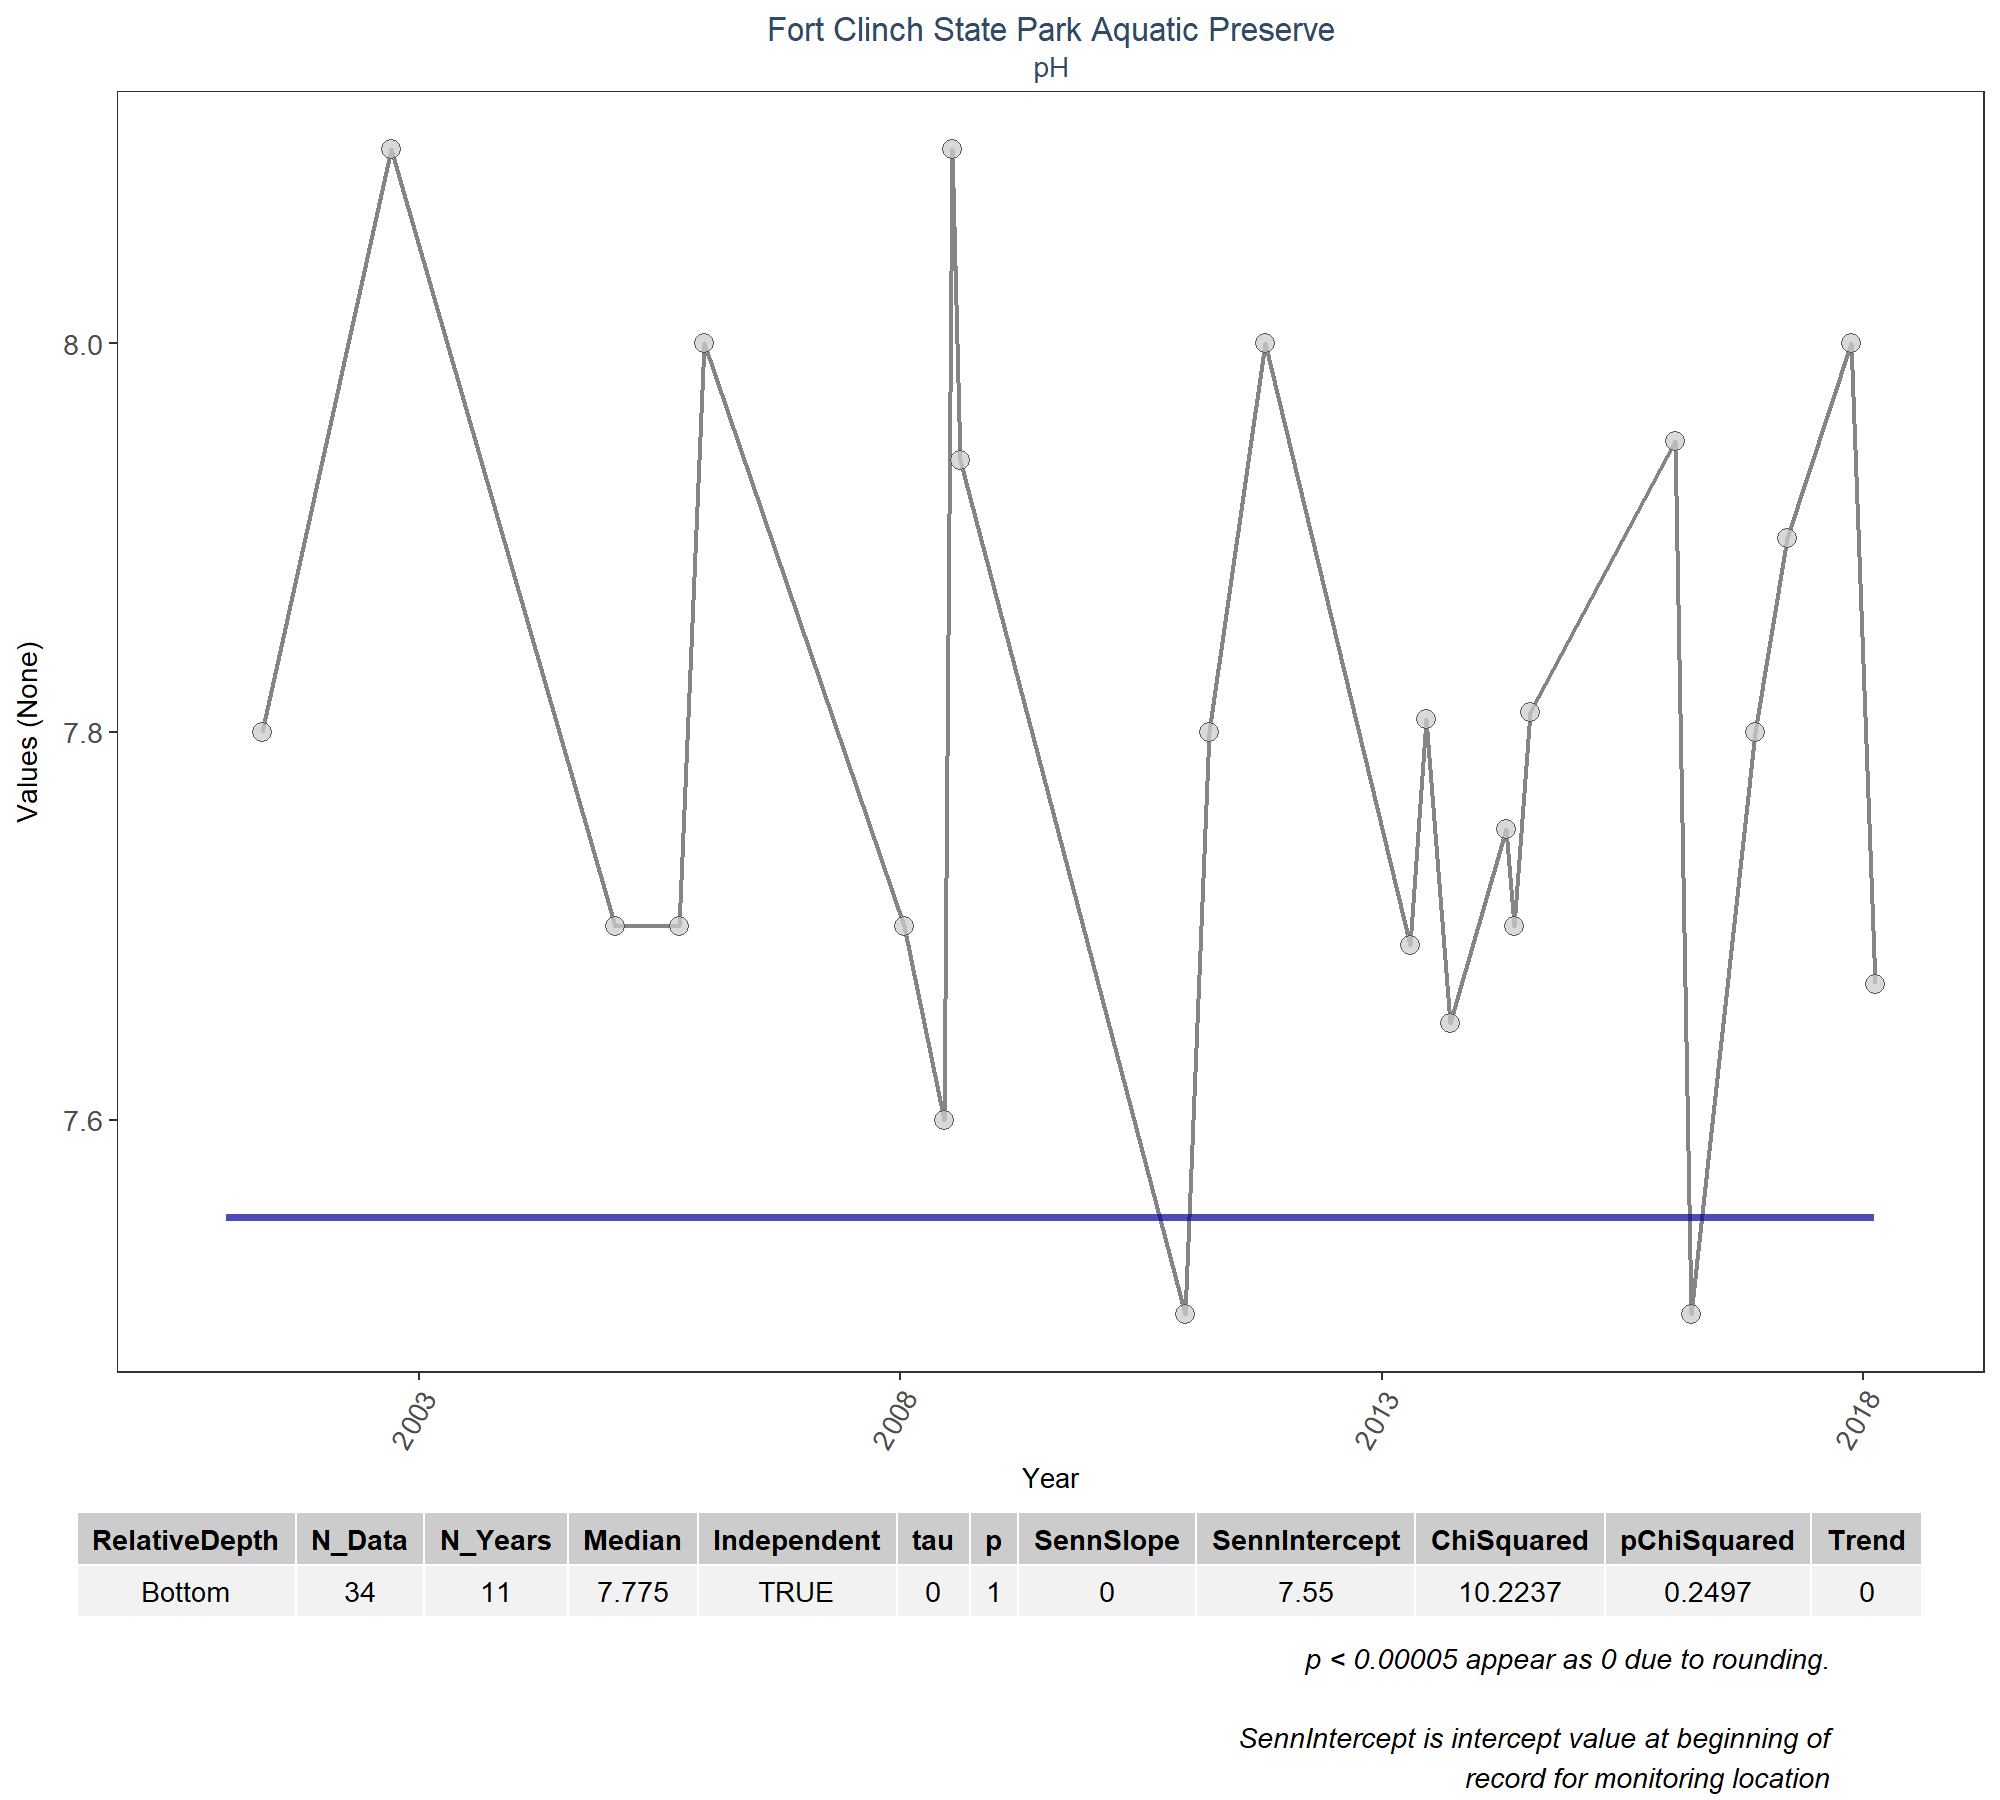 Fort Clinch State Park Aquatic Preserve
pH
Values (None)
8.0
7.8
7.6
2003 2008 2013 2018
Year
RelativeDepth N_Data N_Years Median Independent tau p SennSlope SennIntercept ChiSquared pChiSquared Trend
Bottom 34 11 7.775 TRUE 0 1 0 7.55 10.2237 0.2497 0
p < 0.00005 appear as 0 due to rounding.
SennIntercept is intercept value at beginning of
record for monitoring location